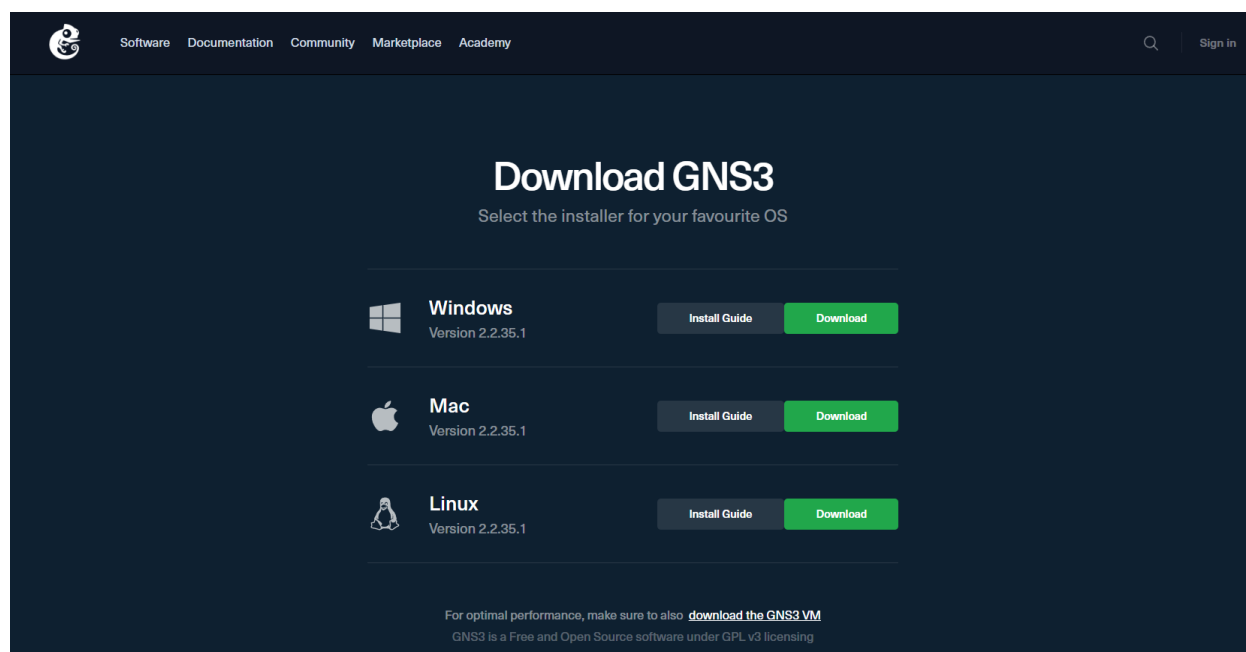 Software Documentation Community Marketplace Academy Sign in
Download GNS3
Select the installer for your favourite OS
Windows
Version 2.2.35.1
Install Guide Download
Mac
Version 2.2.35.1
Install Guide Download
Linux
Version 2.2.35.1
Install Guide Download
For optimal performance, make sure to also download the GNS3 VM
GNS3 is a Free and Open Source software under GPL v3 licensing